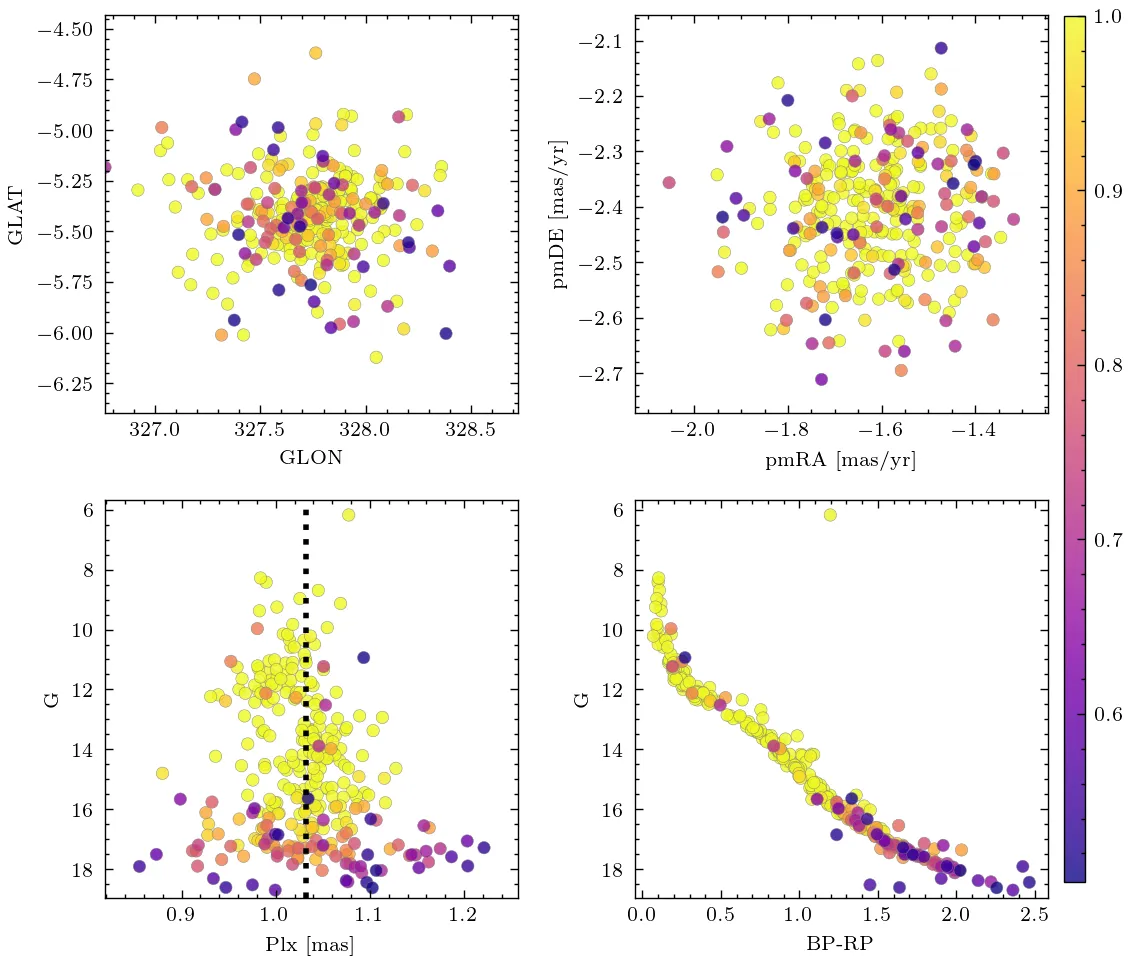 −4.50
−4.75
−5.00
−5.25
−5.50
−5.75
−6.00
−6.25
GLAT
327.0 327.5 328.0 328.5
GLON
−2.1
−2.2
−2.3
−2.4
−2.5
−2.6
−2.7
pmDE [mas/yr]
−2.0 −1.8 −1.6 −1.4
pmRA [mas/yr]
1.0
0.9
0.8
0.7
0.6
6
8
10
12
14
16
18
G
0.9 1.0 1.1 1.2
Plx [mas]
6
8
10
12
14
16
18
G
0.0 0.5 1.0 1.5 2.0 2.5
BP-RP